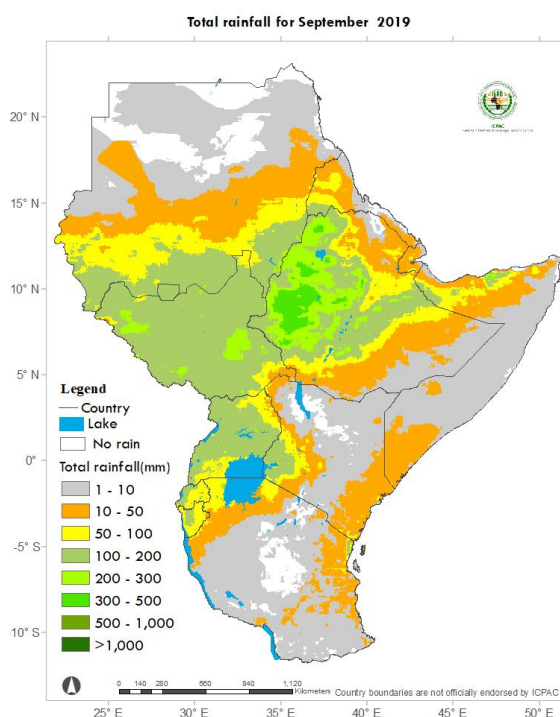 Total rainfall for September 2019
ICPAC
20° N
15° N
10° N
5° N
0°
-5° S
10° S
Legend
Country
Lake
No rain
Total rainfall(mm)
1 - 10
10 - 50
50 - 100
100 - 200
200 - 300
300 - 500
500 - 1,000
>1,000
0 140 280 560 840 1,120
Kilometers
Country boundaries are not officially endorsed by ICPAC
25° E 30° E 35° E 40° E 45° E 50° E